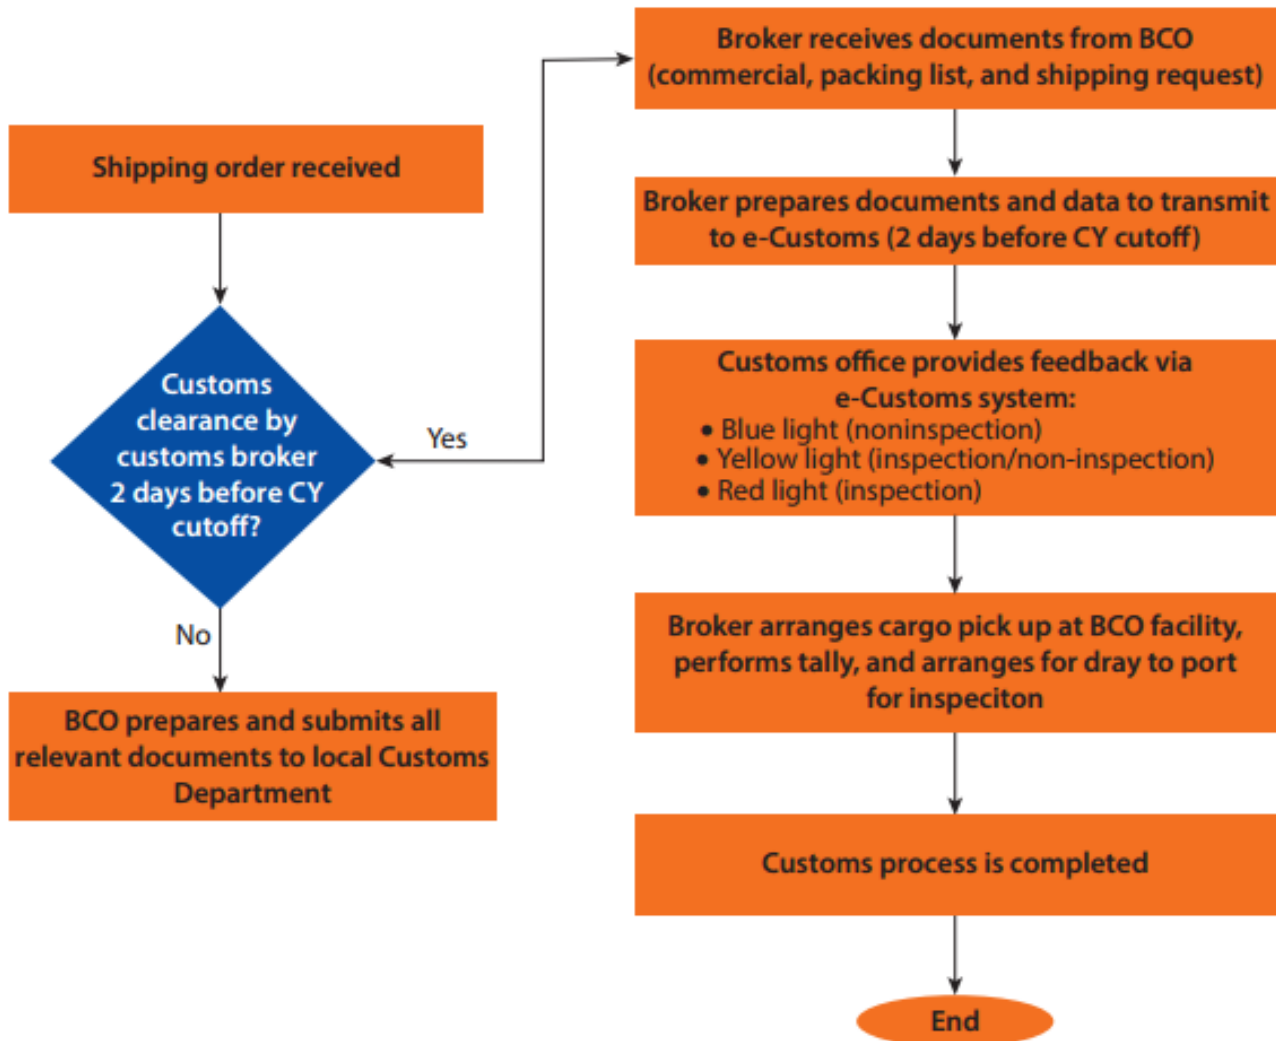 Shipping order received
Customs
clearance by
customs broker
2 days before CY
cutoff?
Yes
No
BCO prepares and submits all
relevant documents to local Customs
Department
Broker receives documents from BCO
(commercial, packing list, and shipping request)
Broker prepares documents and data to transmit
to e-Customs (2 days before CY cutoff)
Customs office provides feedback via
e-Customs system:
• Blue light (noninspection)
• Yellow light (inspection/non-inspection)
• Red light (inspection)
Broker arranges cargo pick up at BCO facility,
performs tally, and arranges for dray to port
for inspeciton
Customs process is completed
End